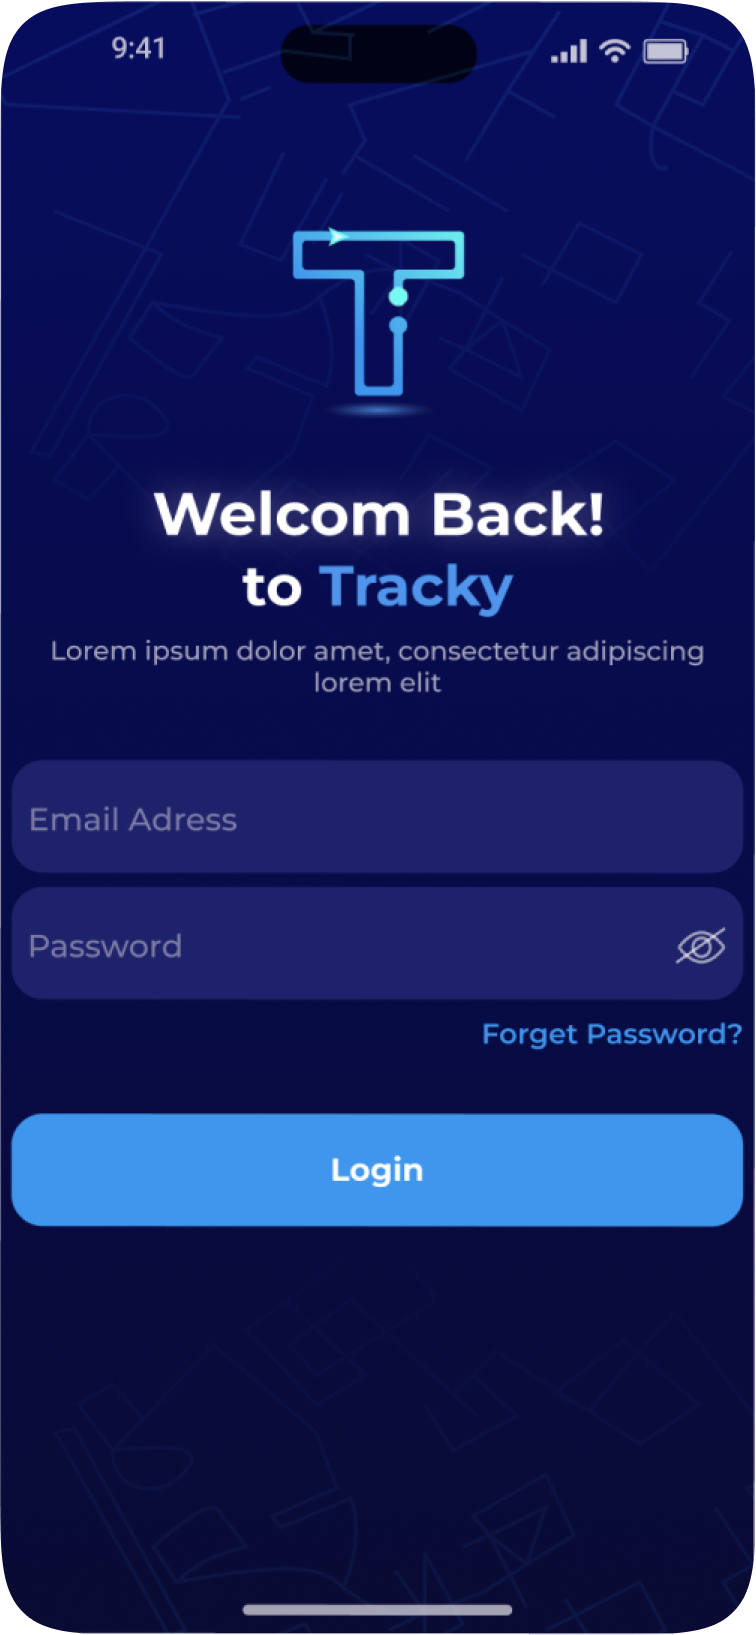 9:41
Welcom Back!
to Tracky
Lorem ipsum dolor amet, consectetur adipiscing
lorem elit
Email Adress
Password
Forget Password?
Login